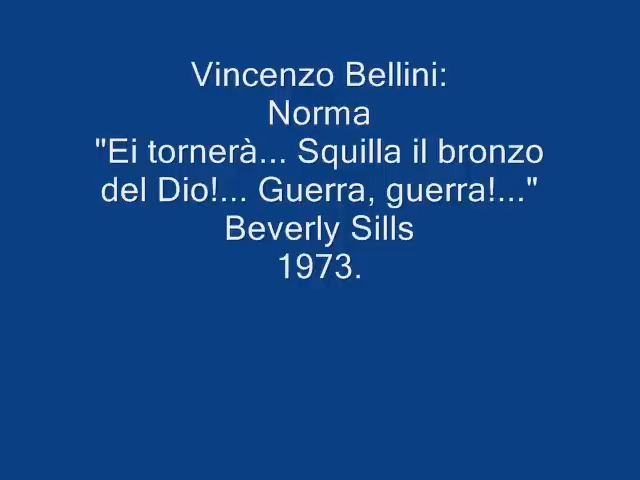 Vincenzo Bellini:
Norma
"Ei tornerà... Squilla il bronzo
del Dio!... Guerra, guerra!..."
Beverly Sills
1973.